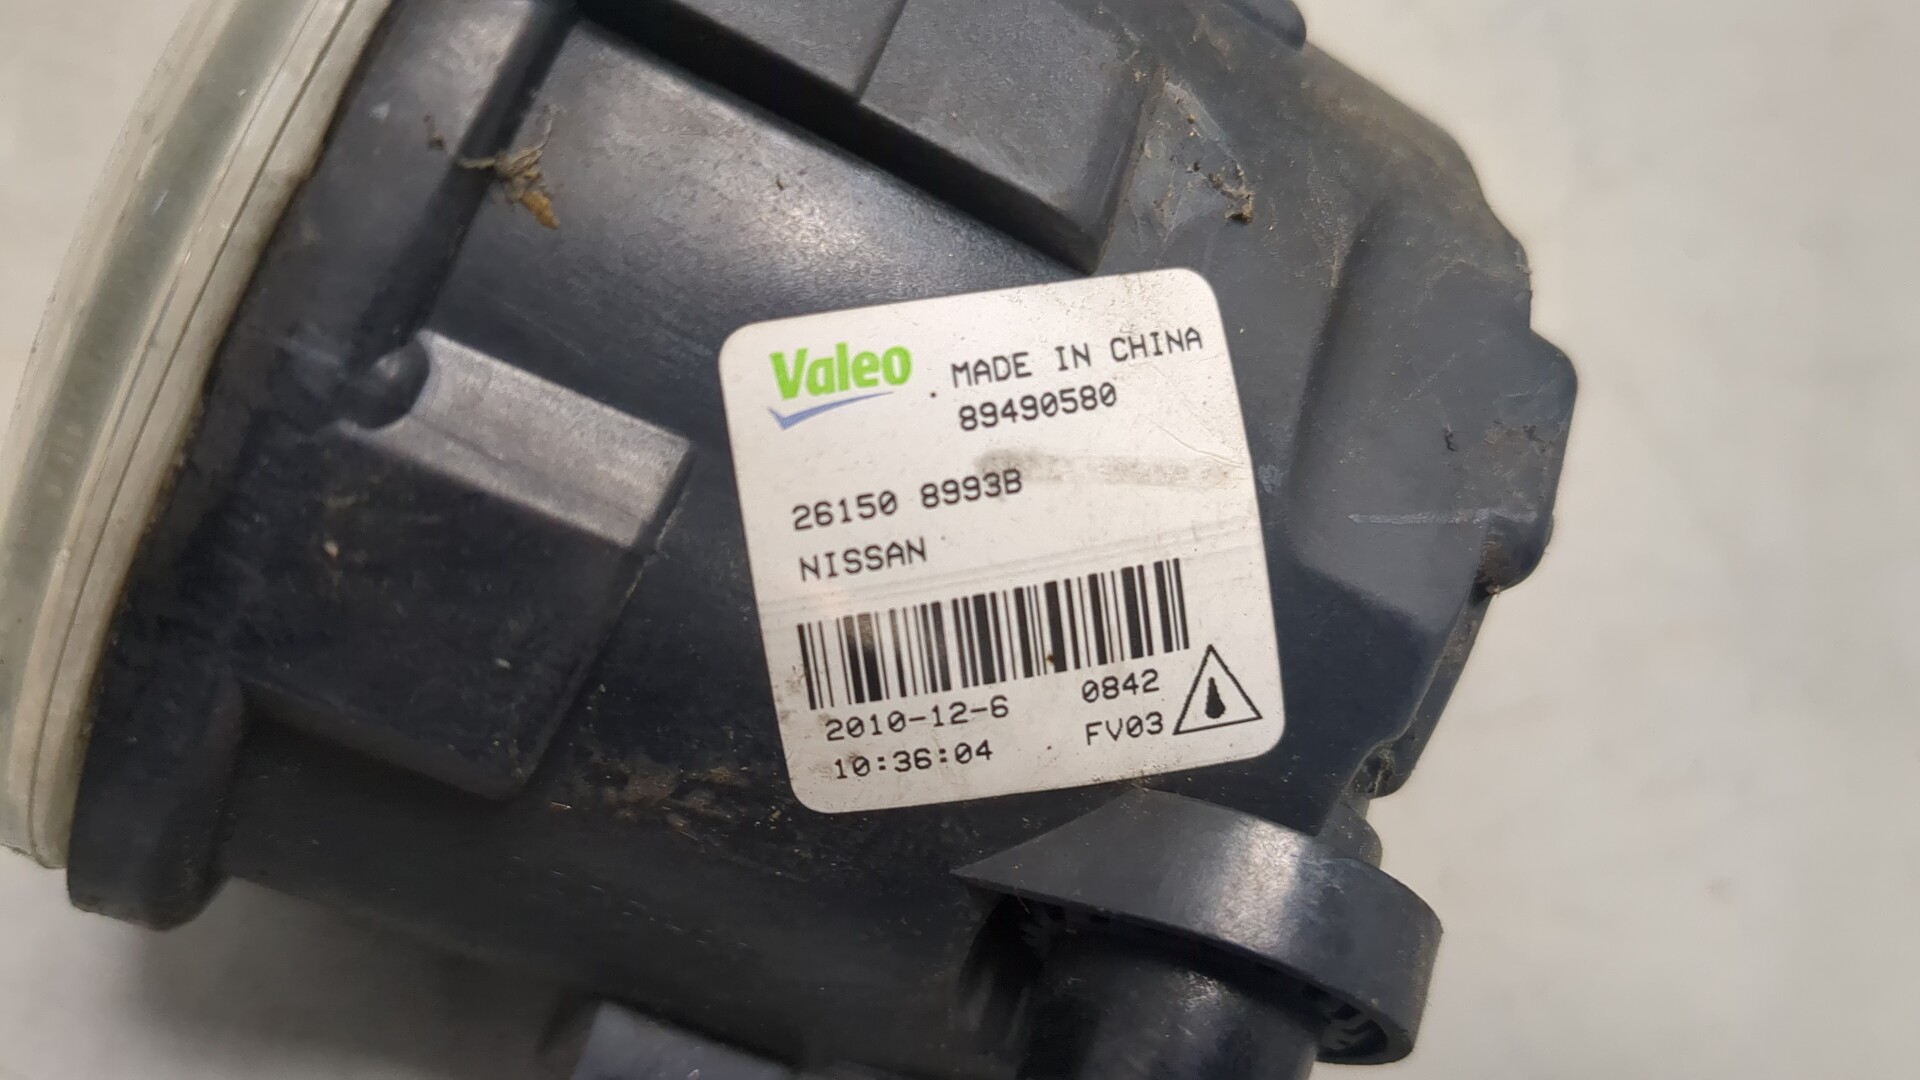 Valeo MADE IN CHINA
89490580
26150 8993B
NISSAN
2010-12-6 0842
10:36:04 FV03